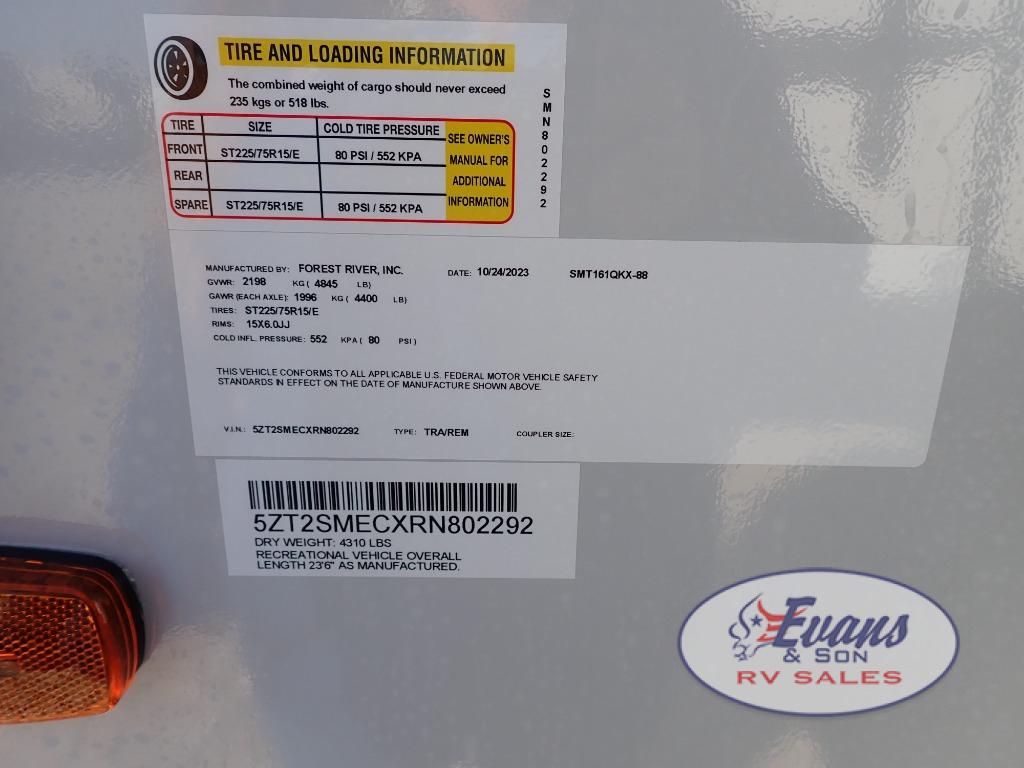 TIRE AND LOADING INFORMATION
The combined weight of cargo should never exceed
235 kgs or 518 lbs.
TIRE SIZE COLD TIRE PRESSURE SEE OWNER'S
FRONT ST225/75R15/E 80 PSI / 552 KPA MANUAL FOR
REAR ADDITIONAL
SPARE ST225/75R15/E 80 PSI / 552 KPA INFORMATION
SMN802292
MANUFACTURED BY: FOREST RIVER, INC. DATE: 10/24/2023 SMT161QKX-88
GVWR: 2198 KG ( 4845 LB)
GAWR (EACH AXLE): 1996 KG ( 4400 LB)
TIRES: ST225/75R15/E
RIMS: 15X6.0JJ
COLD INFL. PRESSURE: 552 KPA ( 80 PSI )
THIS VEHICLE CONFORMS TO ALL APPLICABLE U.S. FEDERAL MOTOR VEHICLE SAFETY
STANDARDS IN EFFECT ON THE DATE OF MANUFACTURE SHOWN ABOVE.
V.I.N.: 5ZT2SMECXRN802292 TYPE: TRA/REM COUPLER SIZE:
5ZT2SMECXRN802292
DRY WEIGHT: 4310 LBS
RECREATIONAL VEHICLE OVERALL
LENGTH 23'6" AS MANUFACTURED.
Evans
& SON
RV SALES